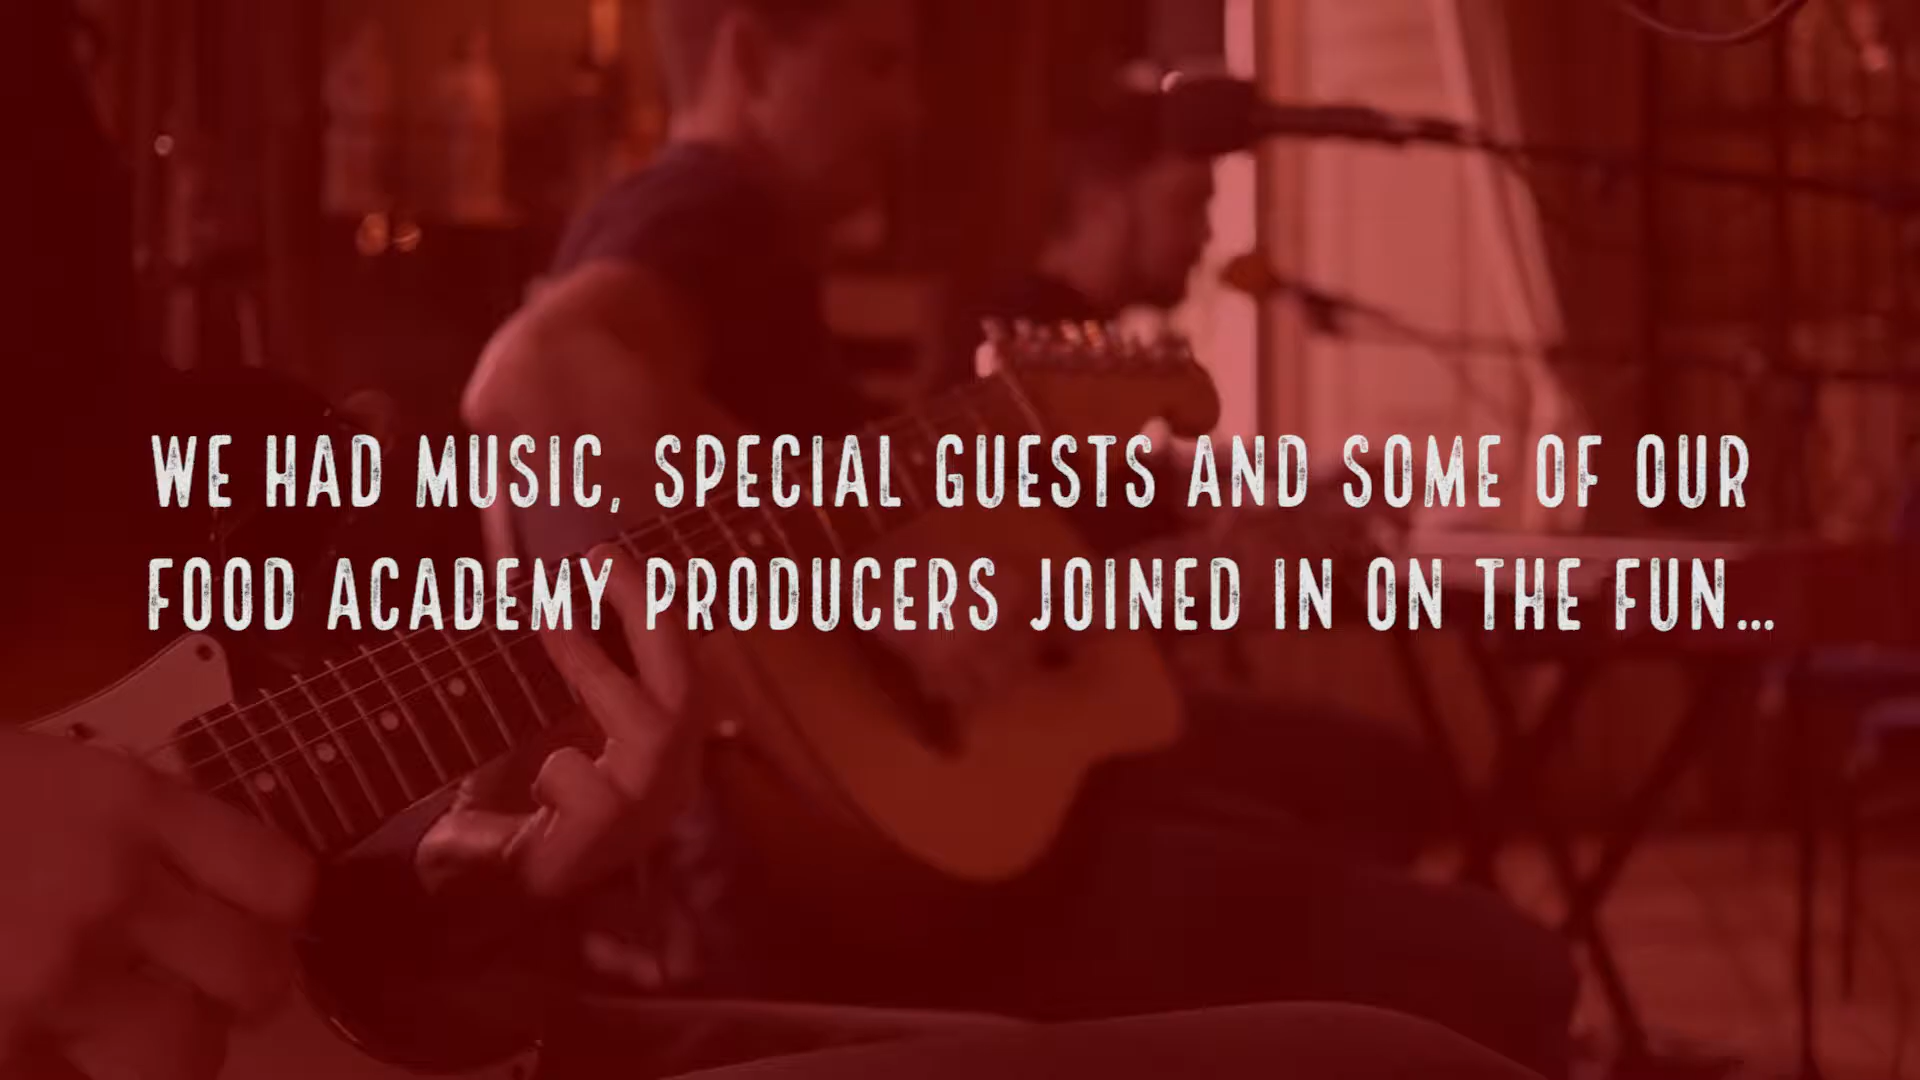 WE HAD MUSIC, SPECIAL GUESTS AND SOME OF OUR
FOOD ACADEMY PRODUCERS JOINED IN ON THE FUN...